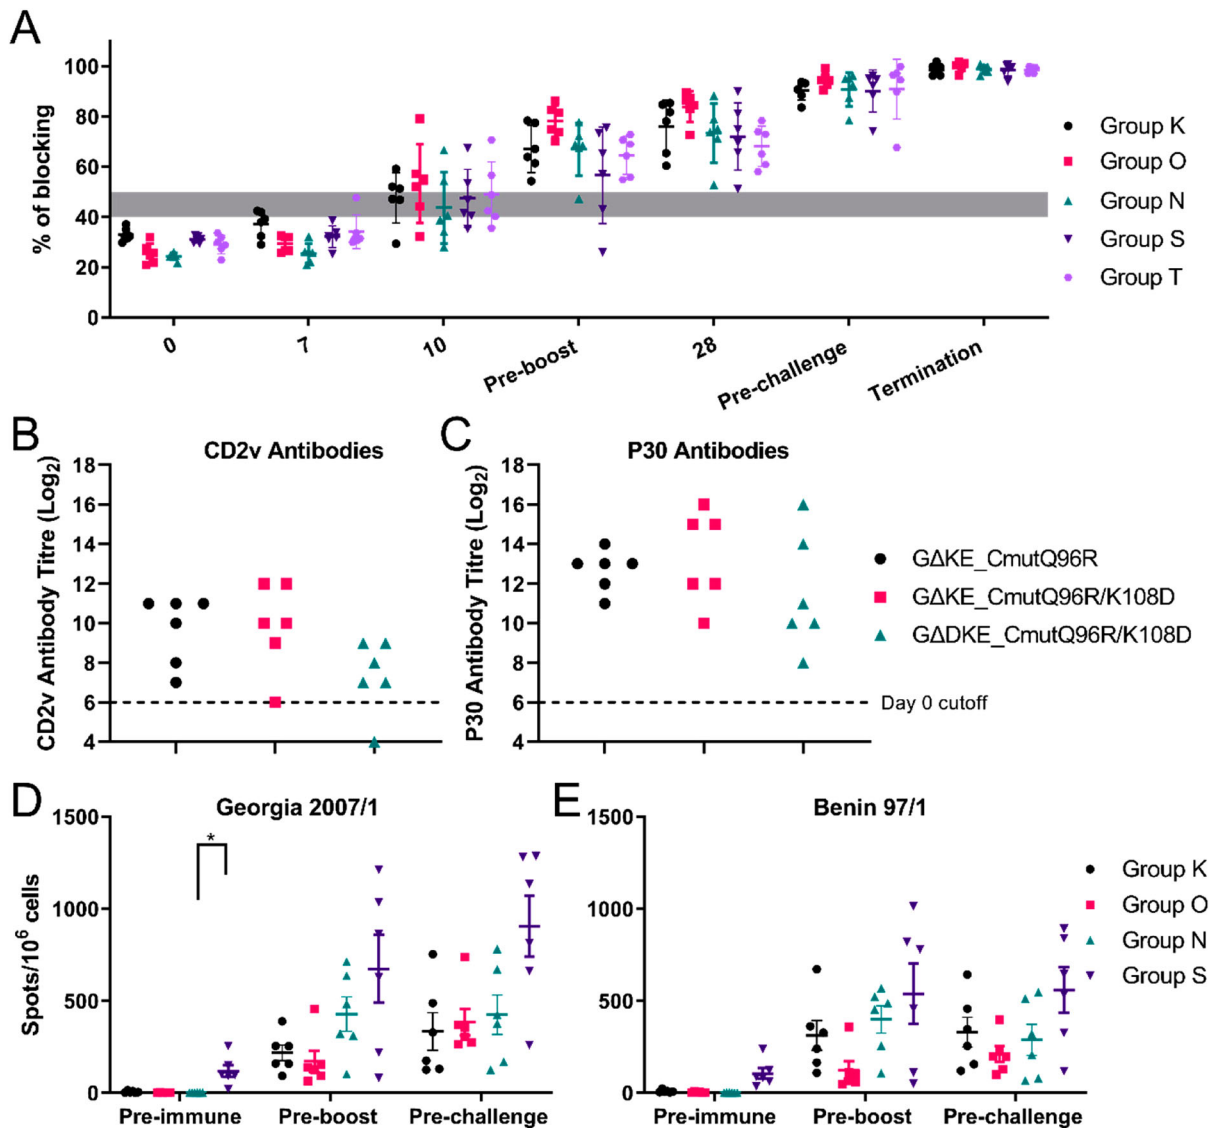 A
% of blocking
100
80
60
40
20
0
0
7
10
Pre-boost
28
Pre-challenge
Termination
Group K
Group O
Group N
Group S
Group T
B
CD2v Antibodies
CD2v Antibody Titre (Log2)
18
16
14
12
10
8
6
4
C
P30 Antibodies
P30 Antibody Titre (Log2)
18
16
14
12
10
8
6
4
GΔKE_CmutQ96R
GΔKE_CmutQ96R/K108D
GΔDKE_CmutQ96R/K108D
Day 0 cutoff
D
Georgia 2007/1
Spots/10⁶ cells
1500
1000
500
0
*
Pre-immune
Pre-boost
Pre-challenge
E
Benin 97/1
1500
1000
500
0
Pre-immune
Pre-boost
Pre-challenge
Group K
Group O
Group N
Group S